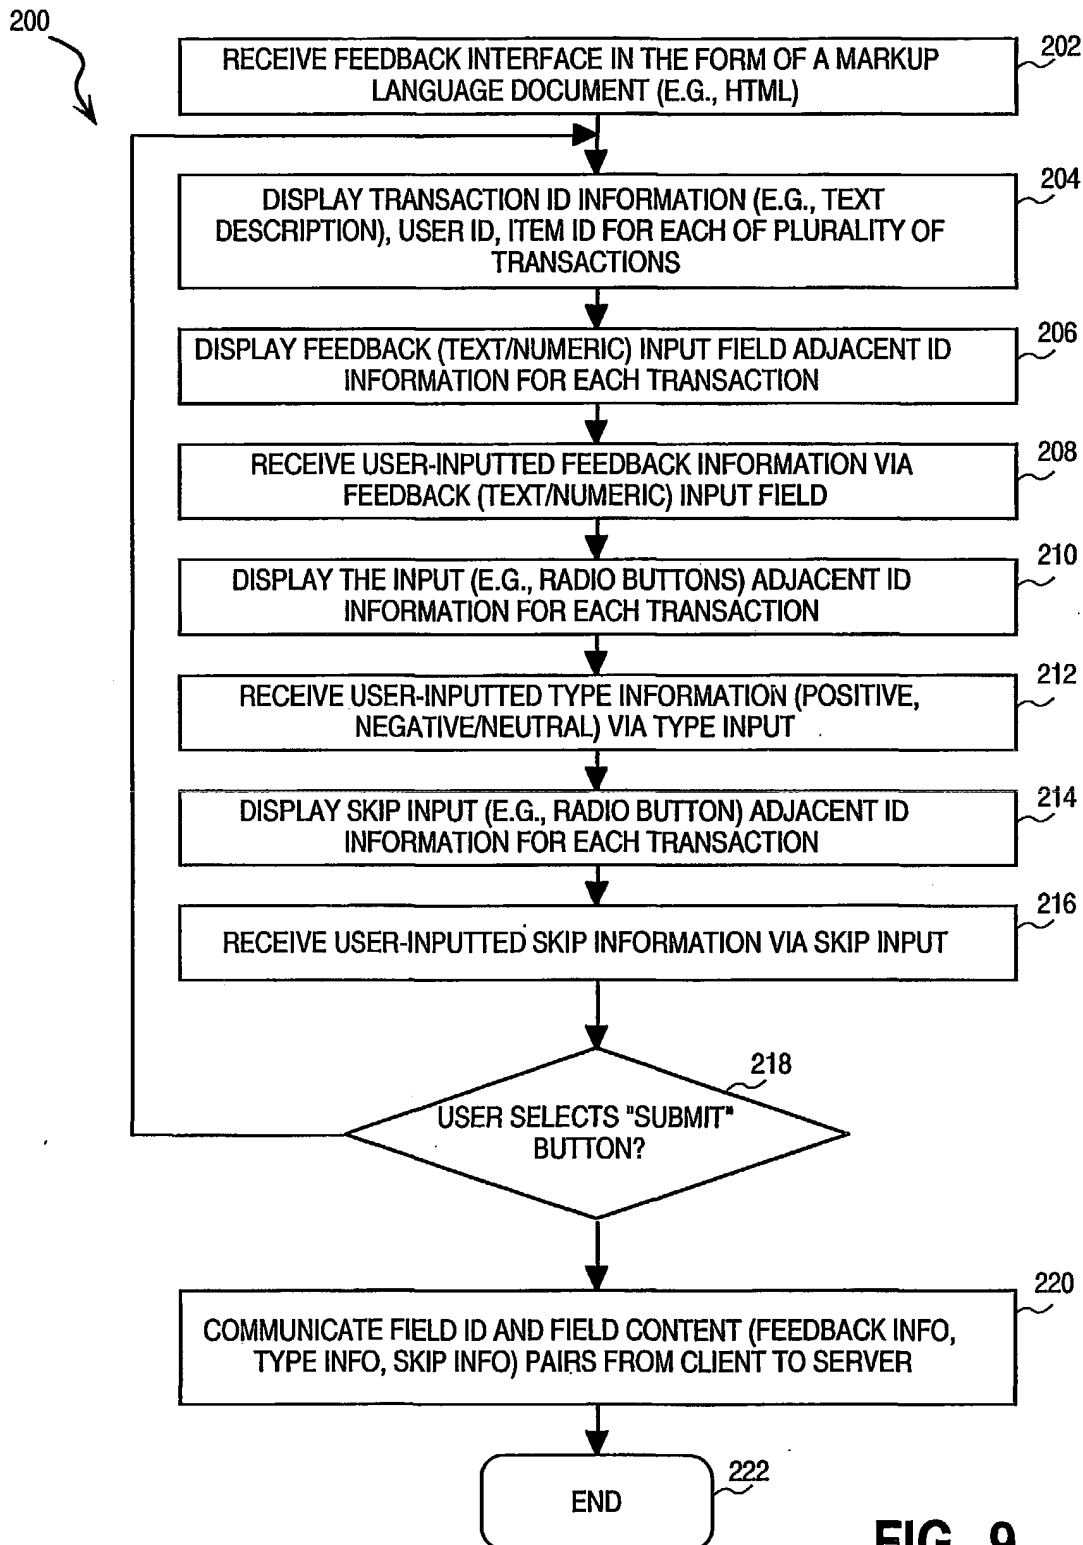 200
RECEIVE FEEDBACK INTERFACE IN THE FORM OF A MARKUP
LANGUAGE DOCUMENT (E.G., HTML)
202
DISPLAY TRANSACTION ID INFORMATION (E.G., TEXT
DESCRIPTION), USER ID, ITEM ID FOR EACH OF PLURALITY OF
TRANSACTIONS
204
DISPLAY FEEDBACK (TEXT/NUMERIC) INPUT FIELD ADJACENT ID
INFORMATION FOR EACH TRANSACTION
206
RECEIVE USER-INPUTTED FEEDBACK INFORMATION VIA
FEEDBACK (TEXT/NUMERIC) INPUT FIELD
208
DISPLAY THE INPUT (E.G., RADIO BUTTONS) ADJACENT ID
INFORMATION FOR EACH TRANSACTION
210
RECEIVE USER-INPUTTED TYPE INFORMATION (POSITIVE,
NEGATIVE/NEUTRAL) VIA TYPE INPUT
212
DISPLAY SKIP INPUT (E.G., RADIO BUTTON) ADJACENT ID
INFORMATION FOR EACH TRANSACTION
214
RECEIVE USER-INPUTTED SKIP INFORMATION VIA SKIP INPUT
216
USER SELECTS "SUBMIT"
BUTTON?
218
COMMUNICATE FIELD ID AND FIELD CONTENT (FEEDBACK INFO,
TYPE INFO, SKIP INFO) PAIRS FROM CLIENT TO SERVER
220
END
222
FIG. 9